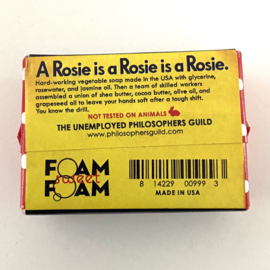 A Rosie is a Rosie is a Rosie.
Hard-working vegetable soap made in the USA with glycerine,
rosewater, and jasmine oil. Then a team of skilled workers
assembled a union of shea butter, cocoa butter, olive oil, and
grapeseed oil to leave your hands soft after a tough shift.
You know the drill.
NOT TESTED ON ANIMALS
THE UNEMPLOYED PHILOSOPHERS GUILD
www.philosophersguild.com
FOAM
sweet
FOAM
8 14229 00999 3
MADE IN USA